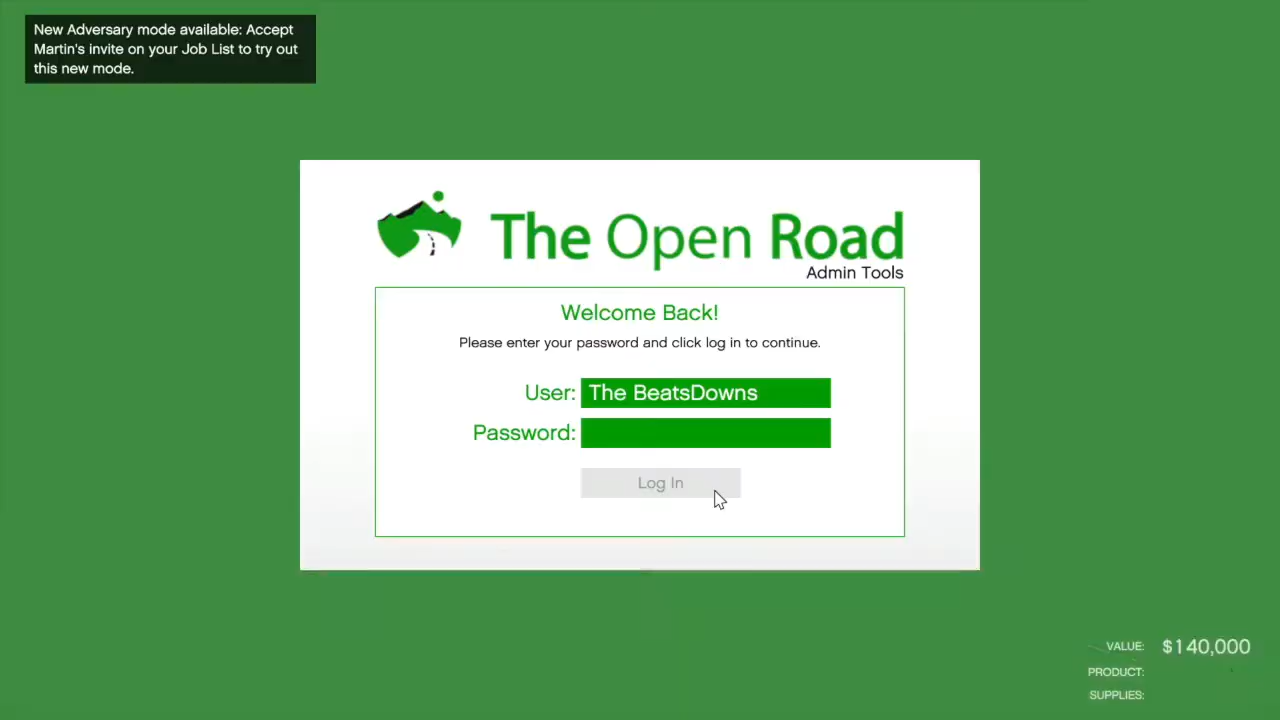 New Adversary mode available: Accept
Martin's invite on your Job List to try out
this new mode.
The Open Road
Admin Tools
Welcome Back!
Please enter your password and click log in to continue.
User: The BeatsDowns
Password:
Log In
VALUE: $140,000
PRODUCT:
SUPPLIES: